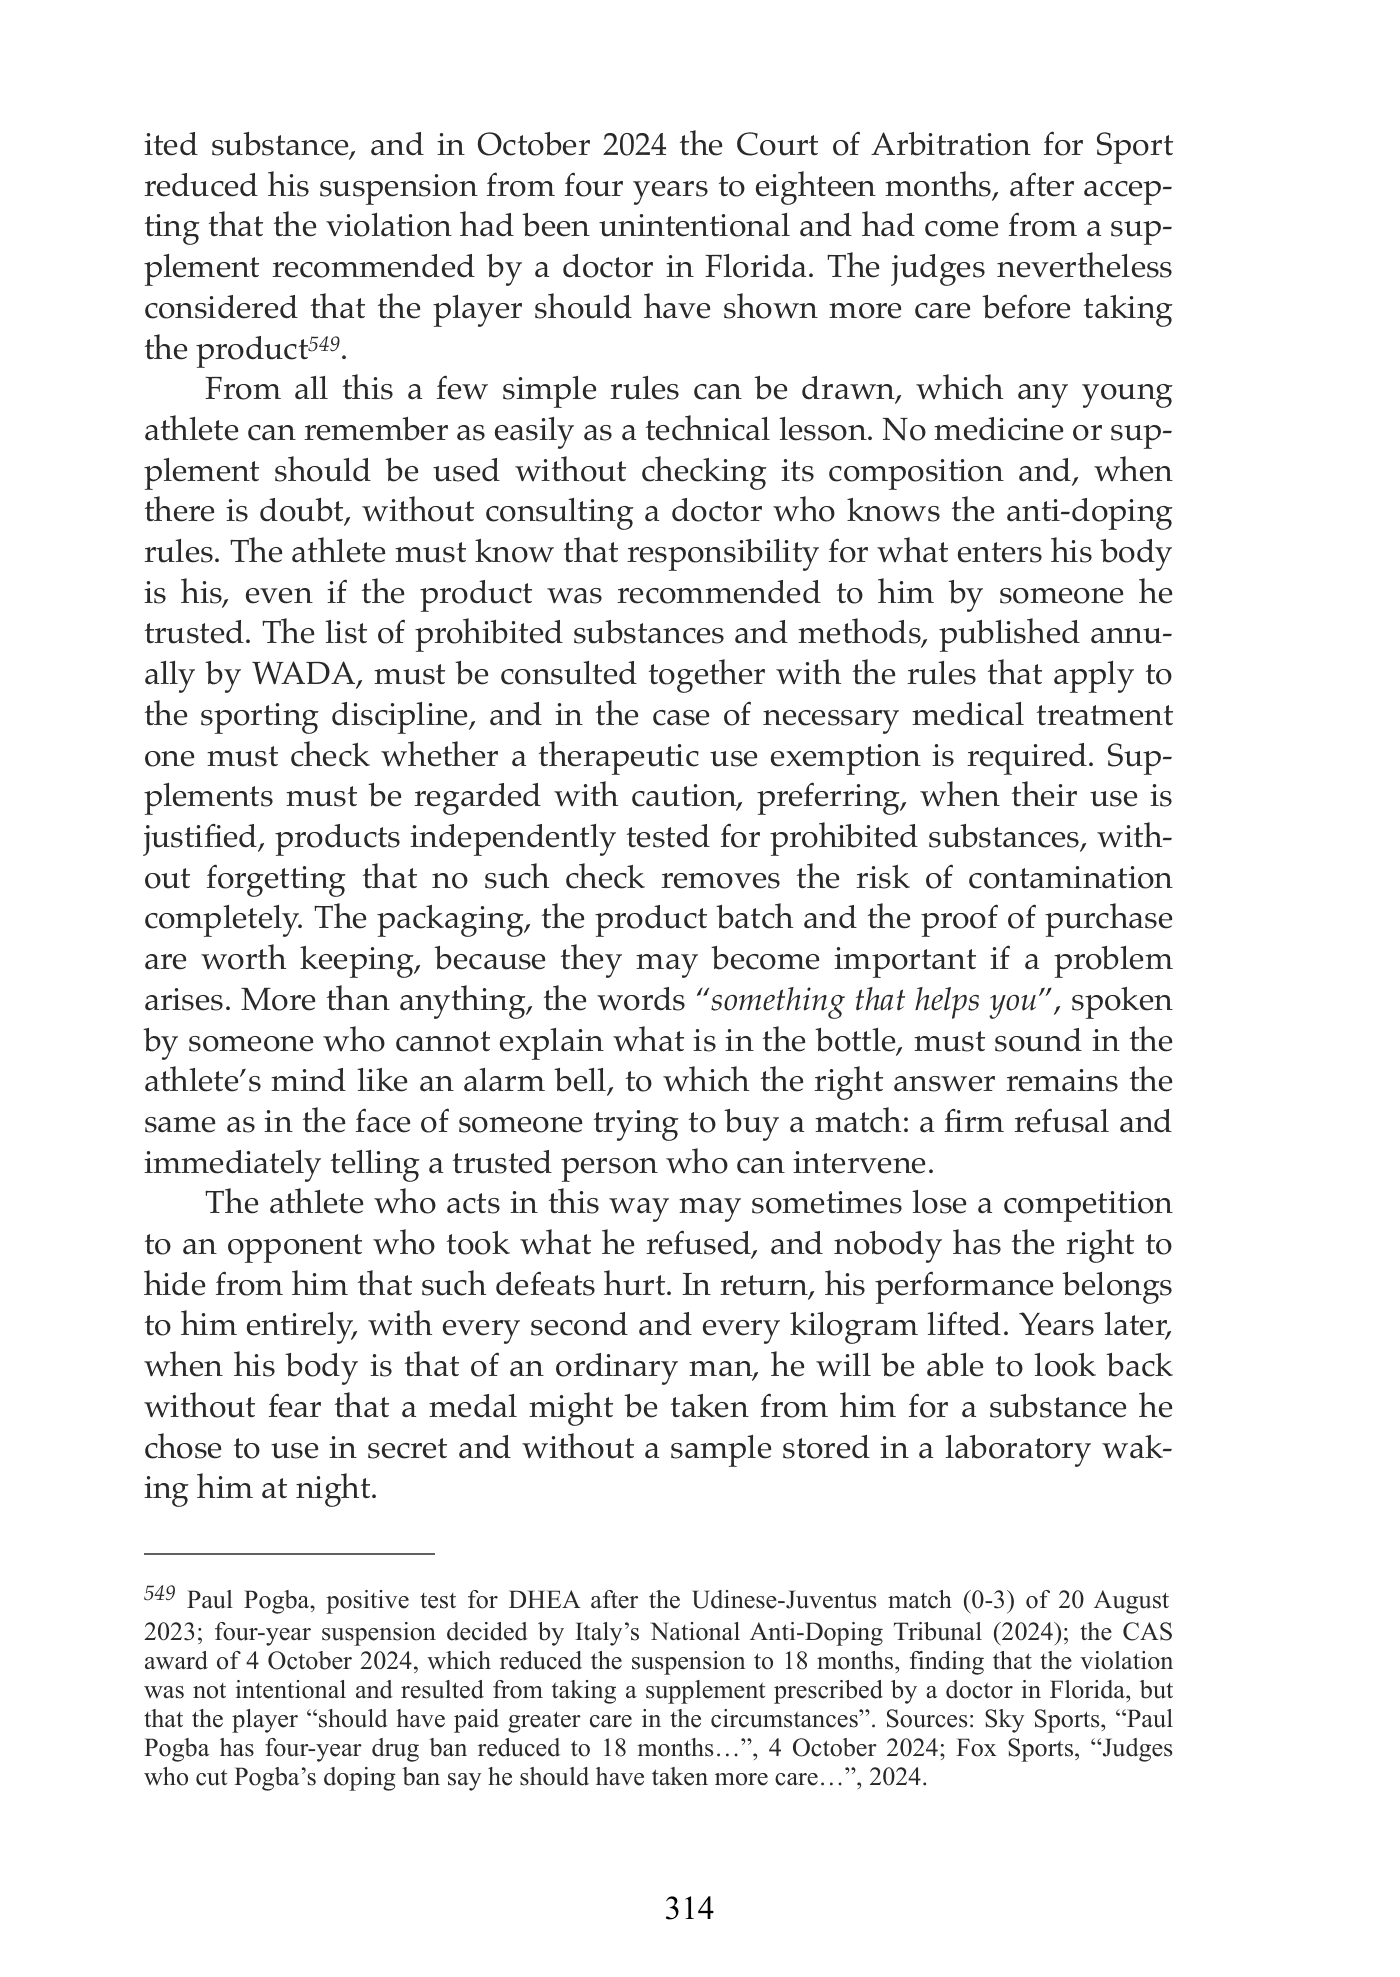 ited substance, and in October 2024 the Court of Arbitration for Sport
reduced his suspension from four years to eighteen months, after accep-
ting that the violation had been unintentional and had come from a sup-
plement recommended by a doctor in Florida. The judges nevertheless
considered that the player should have shown more care before taking
the product549.
From all this a few simple rules can be drawn, which any young
athlete can remember as easily as a technical lesson. No medicine or sup-
plement should be used without checking its composition and, when
there is doubt, without consulting a doctor who knows the anti-doping
rules. The athlete must know that responsibility for what enters his body
is his, even if the product was recommended to him by someone he
trusted. The list of prohibited substances and methods, published annu-
ally by WADA, must be consulted together with the rules that apply to
the sporting discipline, and in the case of necessary medical treatment
one must check whether a therapeutic use exemption is required. Sup-
plements must be regarded with caution, preferring, when their use is
justified, products independently tested for prohibited substances, with-
out forgetting that no such check removes the risk of contamination
completely. The packaging, the product batch and the proof of purchase
are worth keeping, because they may become important if a problem
arises. More than anything, the words “something that helps you”, spoken
by someone who cannot explain what is in the bottle, must sound in the
athlete’s mind like an alarm bell, to which the right answer remains the
same as in the face of someone trying to buy a match: a firm refusal and
immediately telling a trusted person who can intervene.
The athlete who acts in this way may sometimes lose a competition
to an opponent who took what he refused, and nobody has the right to
hide from him that such defeats hurt. In return, his performance belongs
to him entirely, with every second and every kilogram lifted. Years later,
when his body is that of an ordinary man, he will be able to look back
without fear that a medal might be taken from him for a substance he
chose to use in secret and without a sample stored in a laboratory wak-
ing him at night.
549 Paul Pogba, positive test for DHEA after the Udinese-Juventus match (0-3) of 20 August
2023; four-year suspension decided by Italy’s National Anti-Doping Tribunal (2024); the CAS
award of 4 October 2024, which reduced the suspension to 18 months, finding that the violation
was not intentional and resulted from taking a supplement prescribed by a doctor in Florida, but
that the player “should have paid greater care in the circumstances”. Sources: Sky Sports, “Paul
Pogba has four-year drug ban reduced to 18 months…”, 4 October 2024; Fox Sports, “Judges
who cut Pogba’s doping ban say he should have taken more care…”, 2024.
314